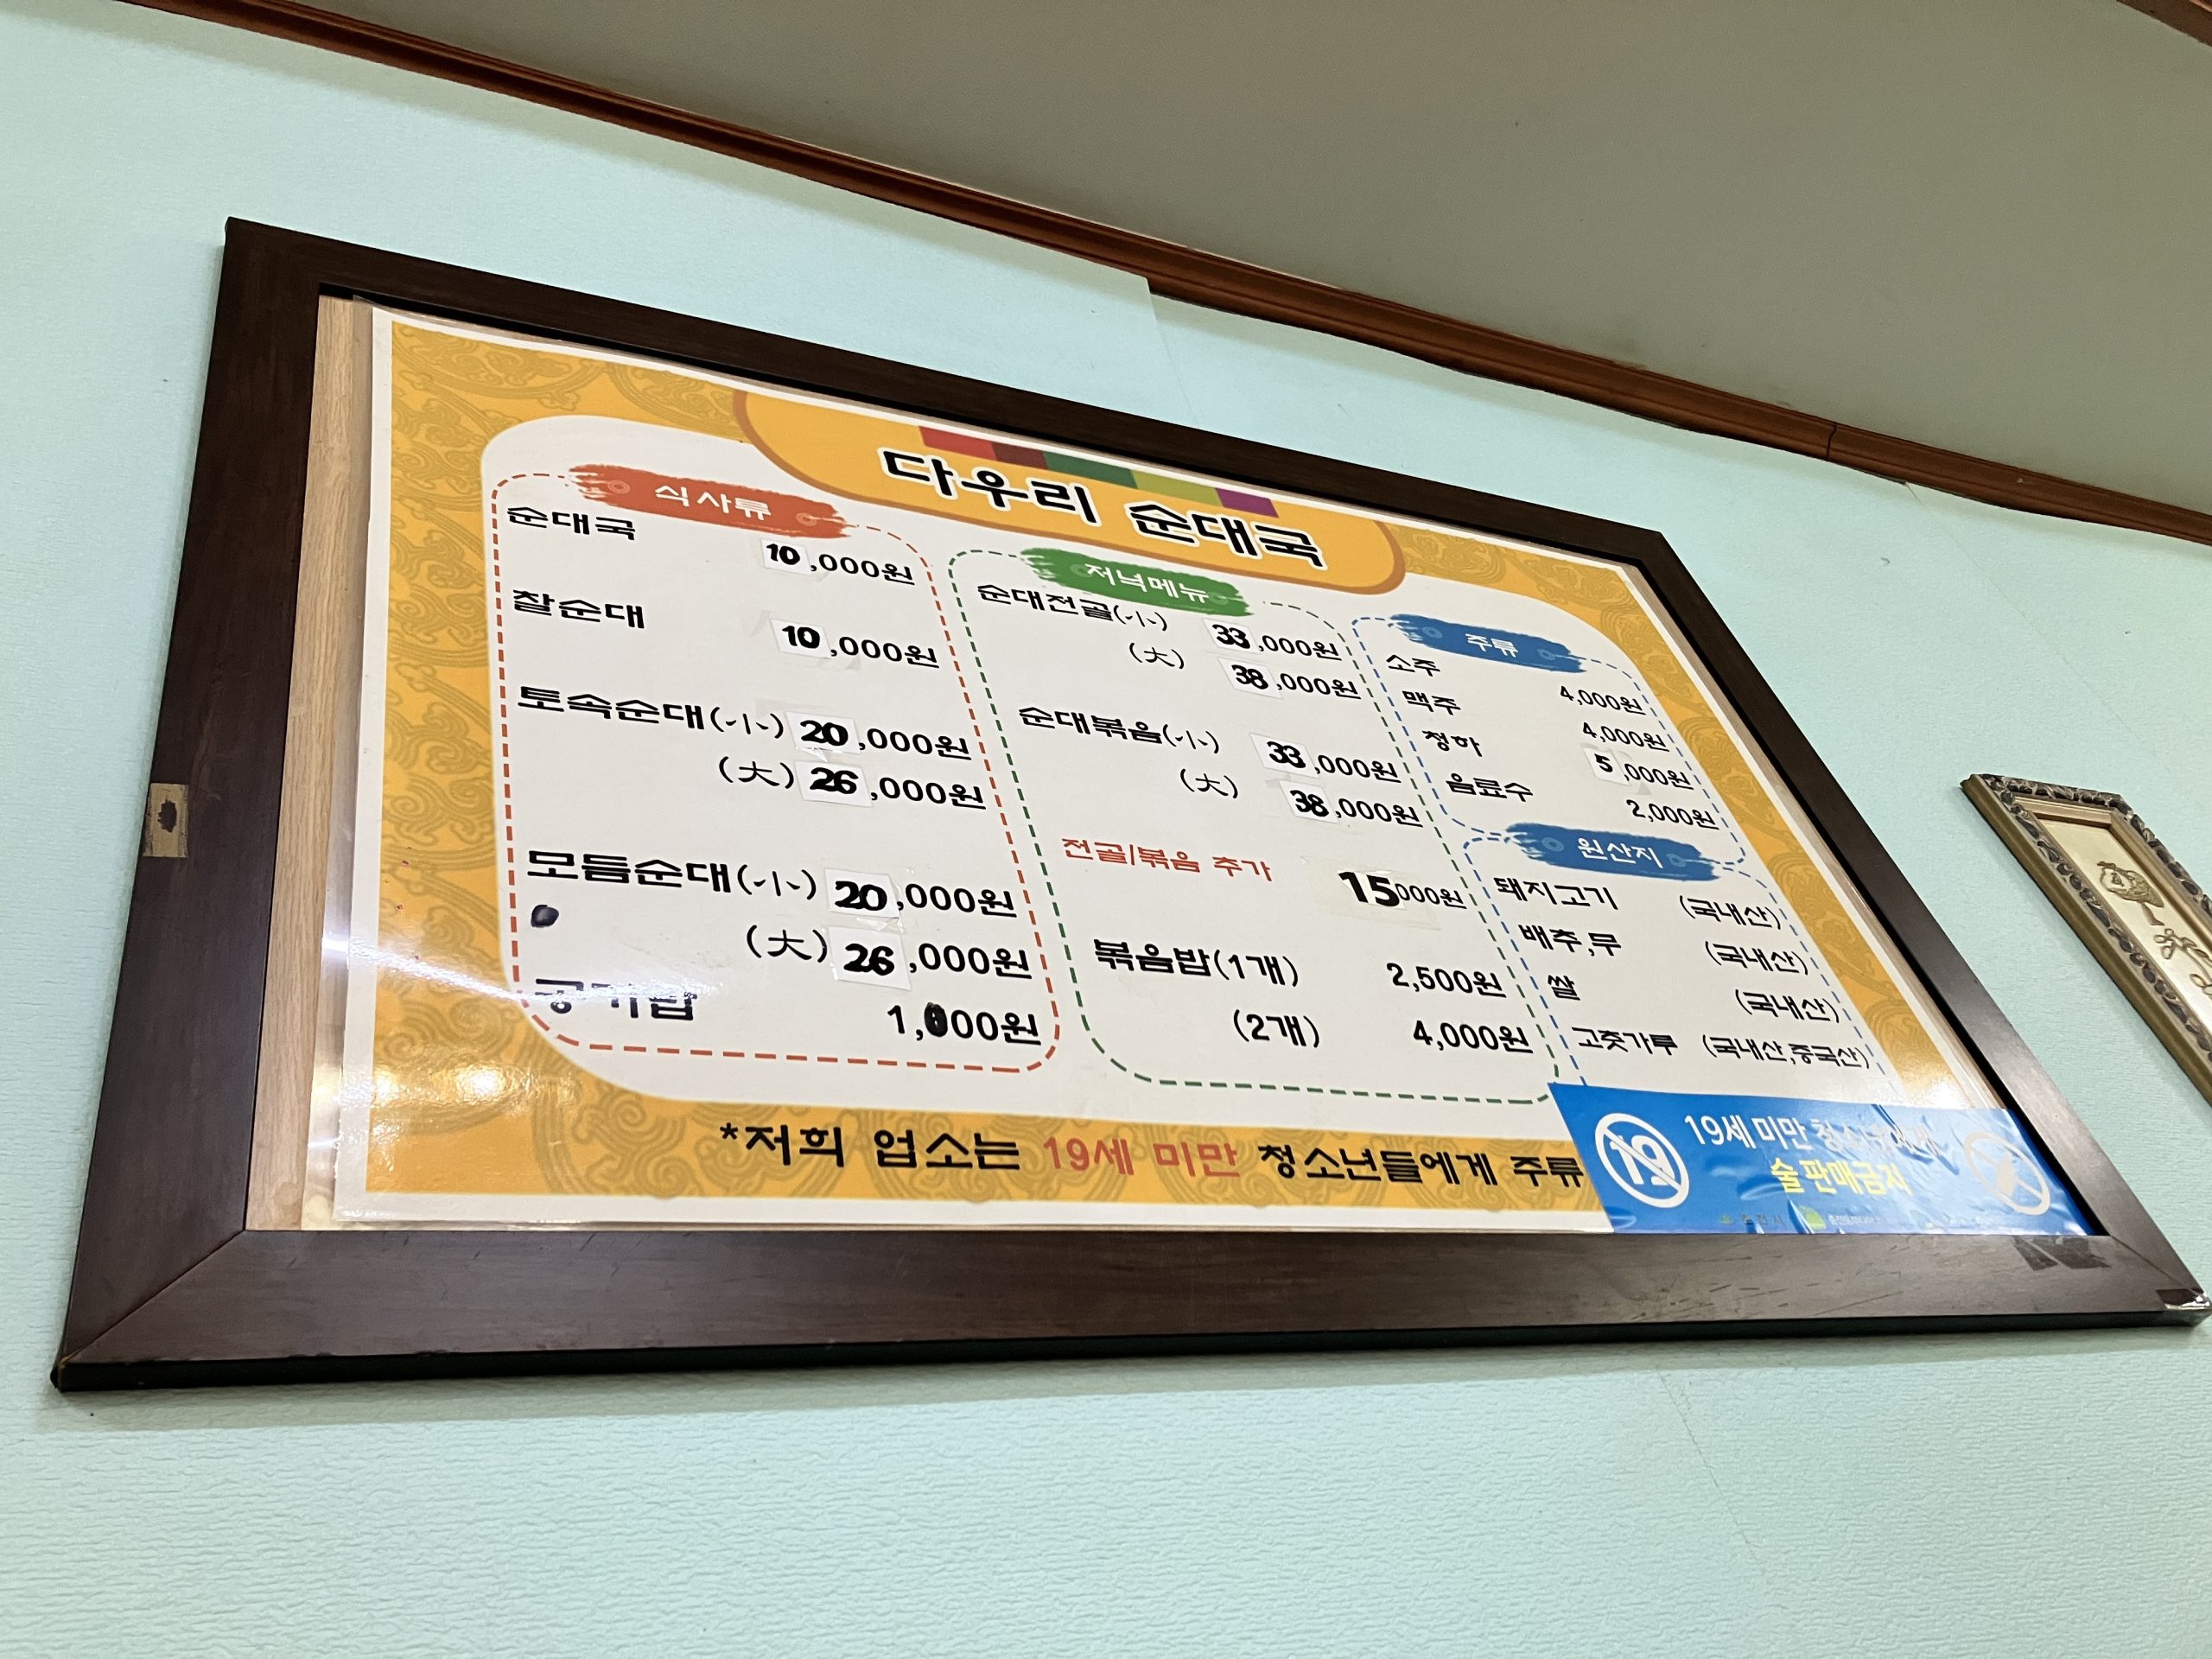 다우리 순대국
식사류
순대국 10,000원
찰순대 10,000원
토속순대(小) 20,000원
(大) 26,000원
모듬순대(小) 20,000원
(大) 26,000원
공기밥 1,000원
저녁메뉴
순대전골(小) 33,000원
(大) 38,000원
순대볶음(小) 33,000원
(大) 38,000원
전골/볶음 추가 15000원
볶음밥(1개) 2,500원
(2개) 4,000원
주류
소주 4,000원
맥주 4,000원
청하 5,000원
음료수 2,000원
원산지
돼지고기 (국내산)
배추,무 (국내산)
쌀 (국내산)
고춧가루 (국내산,중국산)
*저희 업소는 19세 미만 청소년들에게 주류
19
19세 미만
술 판매금지